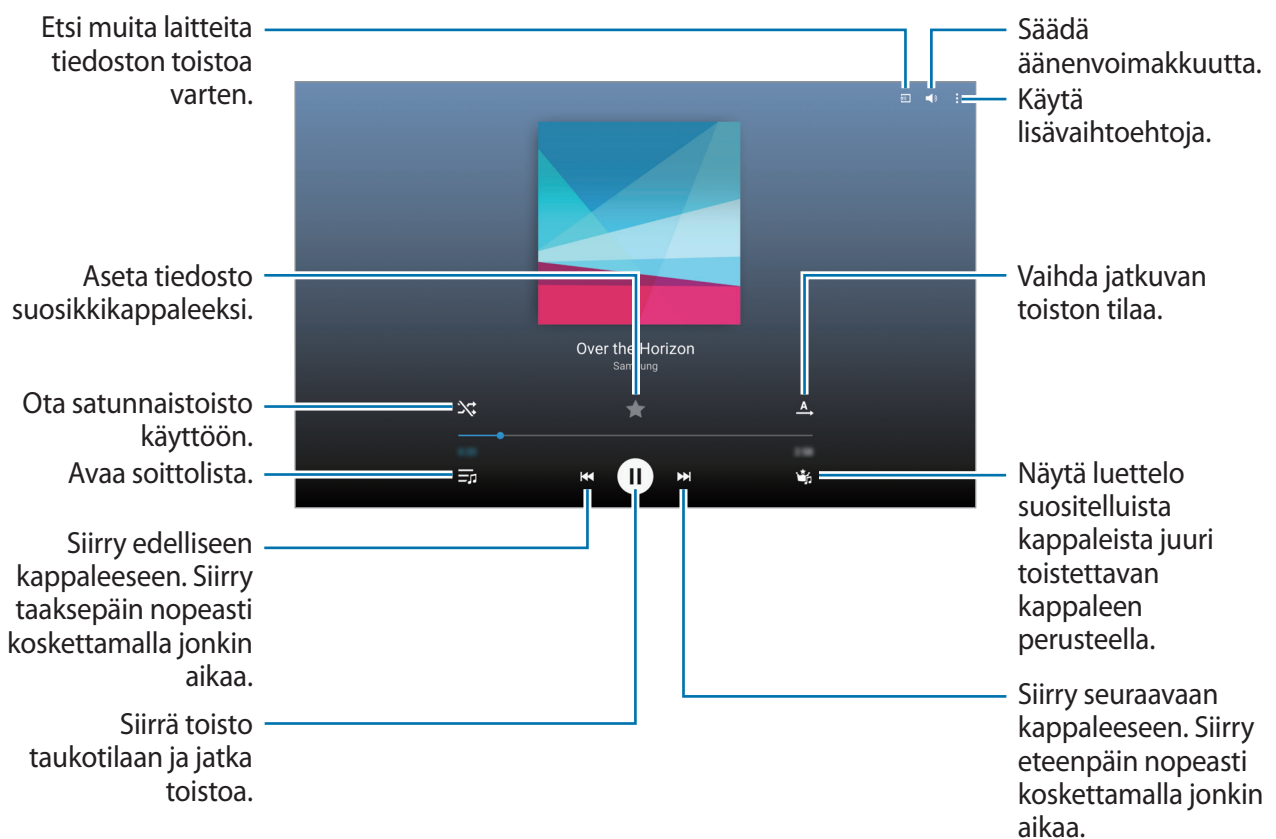 Etsi muita laitteita
tiedoston toistoa
varten.
Säädä
äänenvoimakkuutta.
Käytä
lisävaihtoehtoja.
Aseta tiedosto
suosikkikappaleeksi.
Vaihda jatkuvan
toiston tilaa.
Over the Horizon
Samsung
Ota satunnaistoisto
käyttöön.
A
Avaa soittolista.
Näytä luettelo
suositelluista
kappaleista juuri
toistettavan
kappaleen
perusteella.
Siirry edelliseen
kappaleeseen. Siirry
taaksepäin nopeasti
koskettamalla jonkin
aikaa.
Siirrä toisto
taukotilaan ja jatka
toistoa.
Siirry seuraavaan
kappaleeseen. Siirry
eteenpäin nopeasti
koskettamalla jonkin
aikaa.